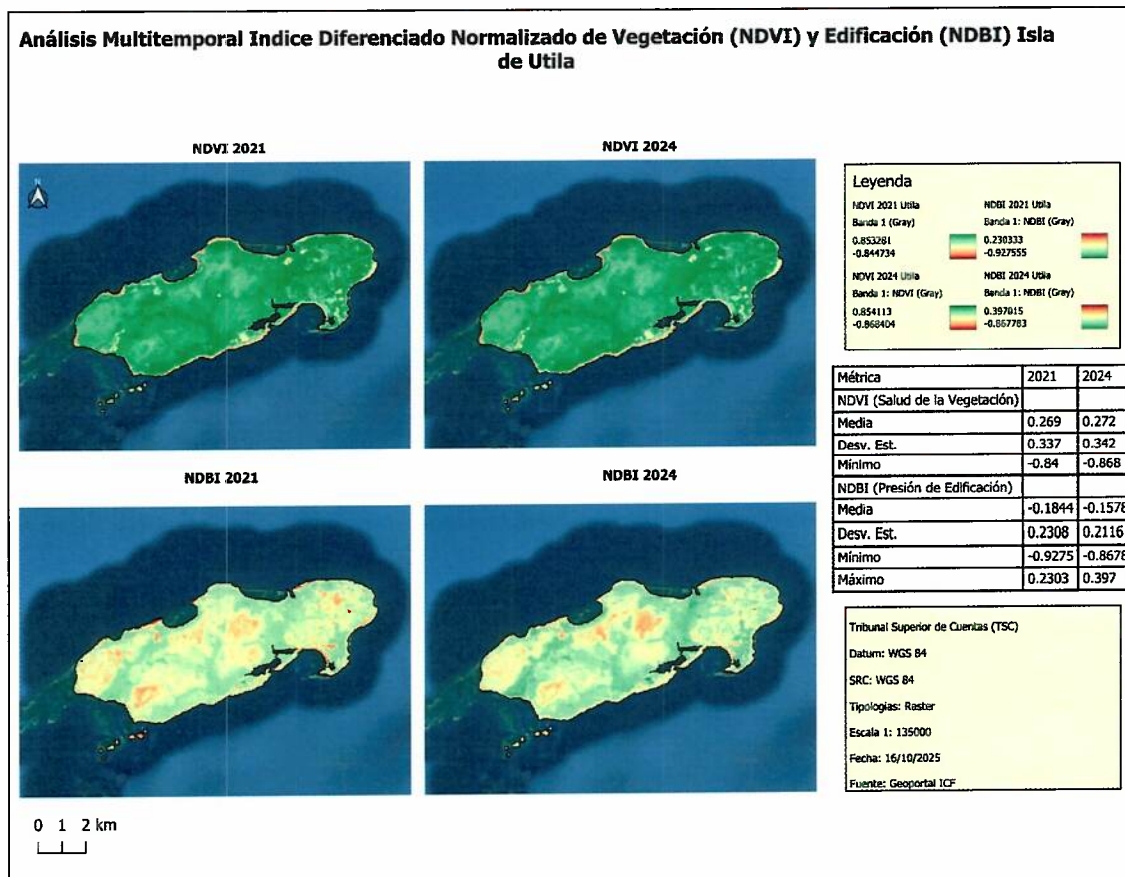 Análisis Multitemporal Indice Diferenciado Normalizado de Vegetación (NDVI) y Edificación (NDBI) Isla
de Utila
NDVI 2021
NDVI 2024
N
NDBI 2021
NDBI 2024
0 1 2 km
Leyenda
NDVI 2021 Utila
Banda 1 (Gray)
0.853281
-0.844734
NDBI 2021 Utila
Banda 1: NDBI (Gray)
0.230333
-0.927555
NDVI 2024 Utila
Banda 1: NDVI (Gray)
0.854113
-0.868404
NDBI 2024 Utila
Banda 1: NDBI (Gray)
0.397015
-0.867783
Métrica 2021 2024
NDVI (Salud de la Vegetación)
Media 0.269 0.272
Desv. Est. 0.337 0.342
Mínimo -0.84 -0.868
NDBI (Presión de Edificación)
Media -0.1844 -0.1578
Desv. Est. 0.2308 0.2116
Mínimo -0.9275 -0.8678
Máximo 0.2303 0.397
Tribunal Superior de Cuentas (TSC)
Datum: WGS 84
SRC: WGS 84
Tipologias: Raster
Escala 1: 135000
Fecha: 16/10/2025
Fuente: Geoportal ICF